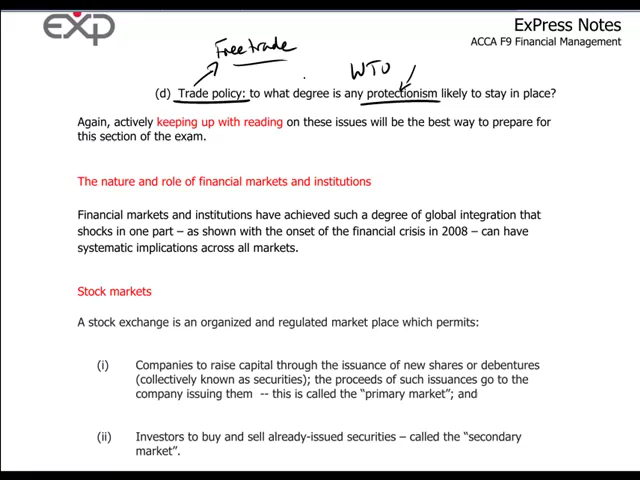 exp
ExPress Notes
ACCA F9 Financial Management
Free trade
WTO
(d) Trade policy: to what degree is any protectionism likely to stay in place?
Again, actively keeping up with reading on these issues will be the best way to prepare for
this section of the exam.
The nature and role of financial markets and institutions
Financial markets and institutions have achieved such a degree of global integration that
shocks in one part – as shown with the onset of the financial crisis in 2008 – can have
systematic implications across all markets.
Stock markets
A stock exchange is an organized and regulated market place which permits:
(i) Companies to raise capital through the issuance of new shares or debentures
(collectively known as securities); the proceeds of such issuances go to the
company issuing them -- this is called the “primary market”; and
(ii) Investors to buy and sell already-issued securities – called the “secondary
market”.